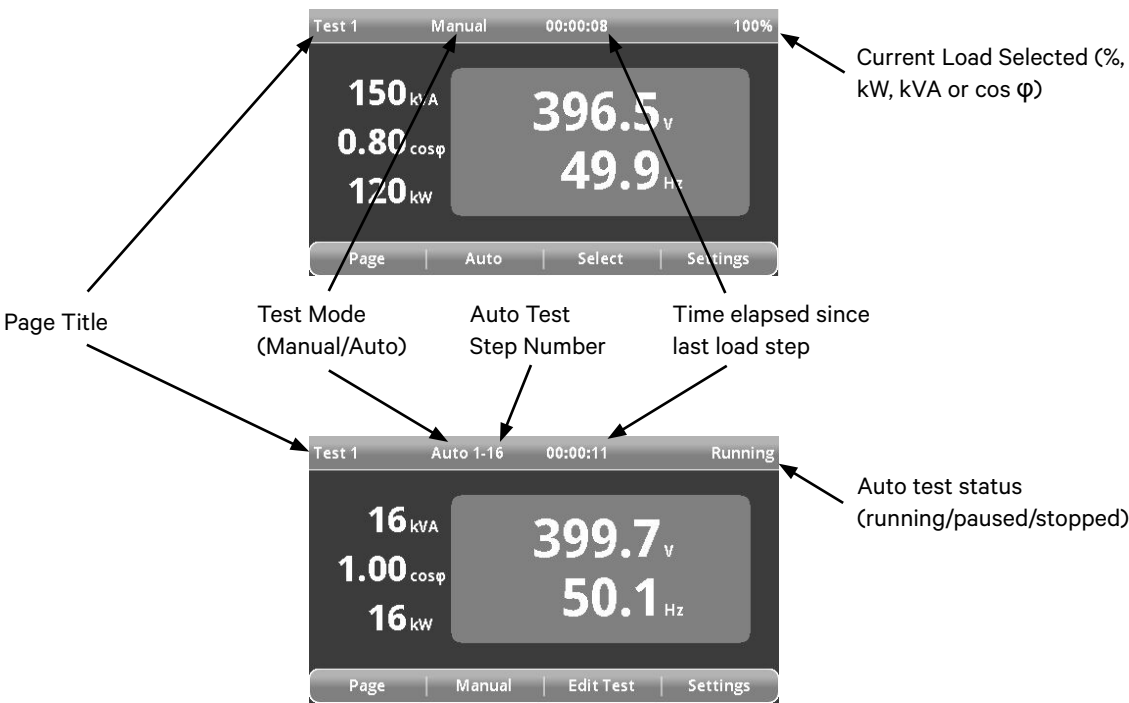 Test 1 Manual 00:00:08 100%
Current Load Selected (%,
kW, kVA or cos φ)
150 kVA
0.80 cosφ
120 kW
396.5 V
49.9 Hz
Page Auto Select Settings
Page Title
Test Mode
(Manual/Auto)
Auto Test
Step Number
Time elapsed since
last load step
Test 1 Auto 1-16 00:00:11 Running
Auto test status
(running/paused/stopped)
16 kVA
1.00 cosφ
16 kW
399.7 V
50.1 Hz
Page Manual Edit Test Settings